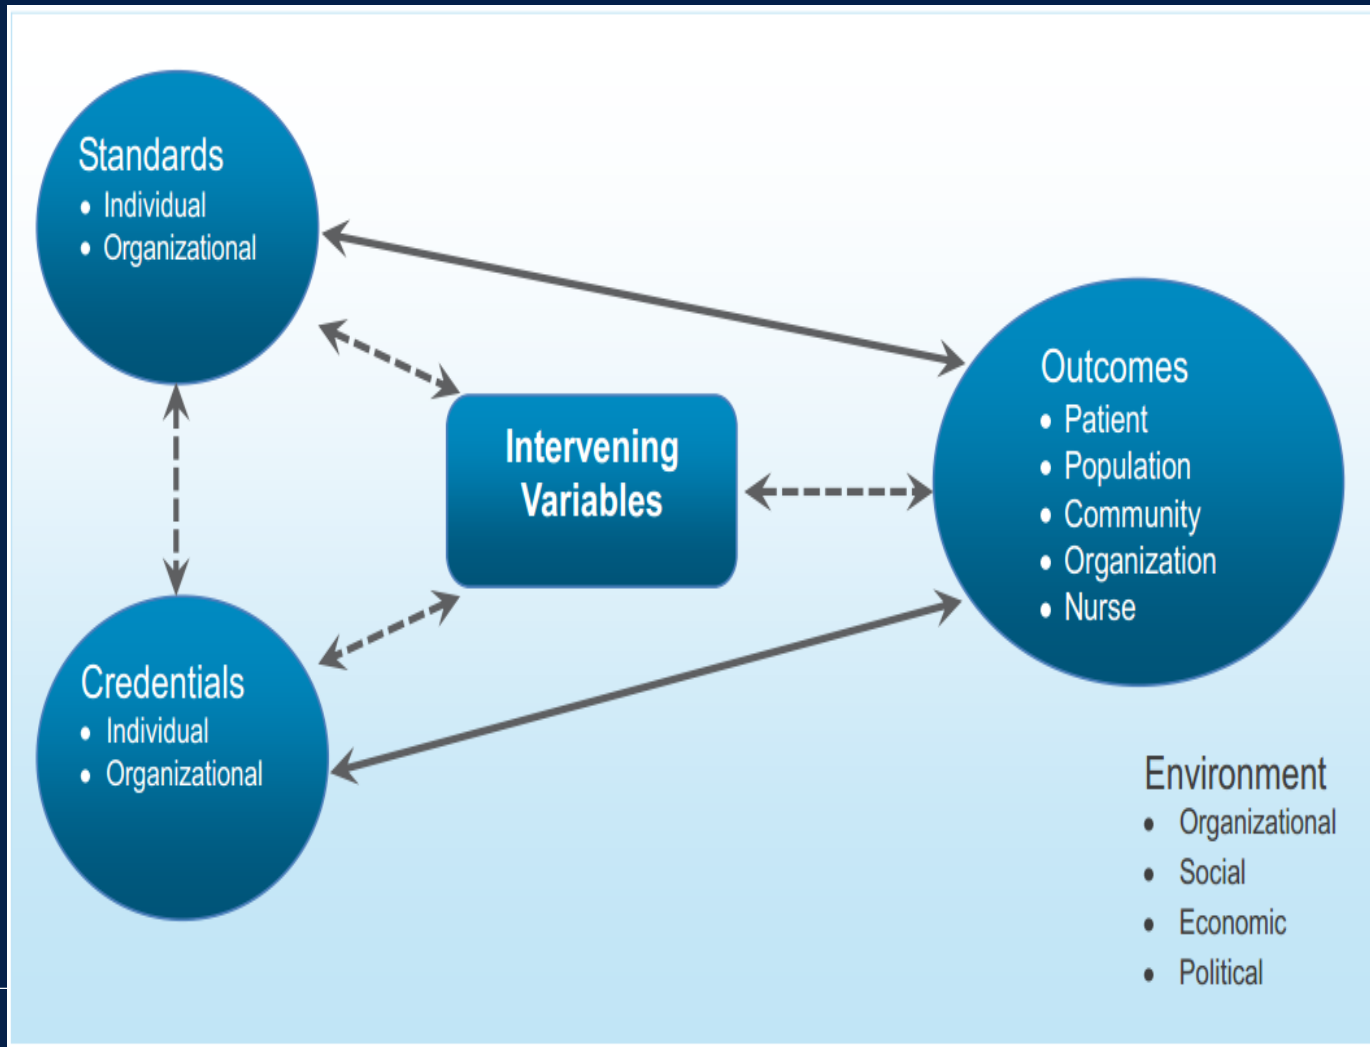 Standards
• Individual
• Organizational
Intervening
Variables
Outcomes
• Patient
• Population
• Community
• Organization
• Nurse
Credentials
• Individual
• Organizational
Environment
• Organizational
• Social
• Economic
• Political